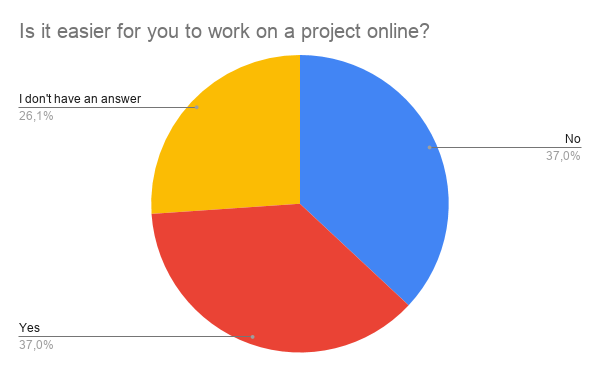 Is it easier for you to work on a project online?
I don't have an answer
26,1%
No
37,0%
Yes
37,0%